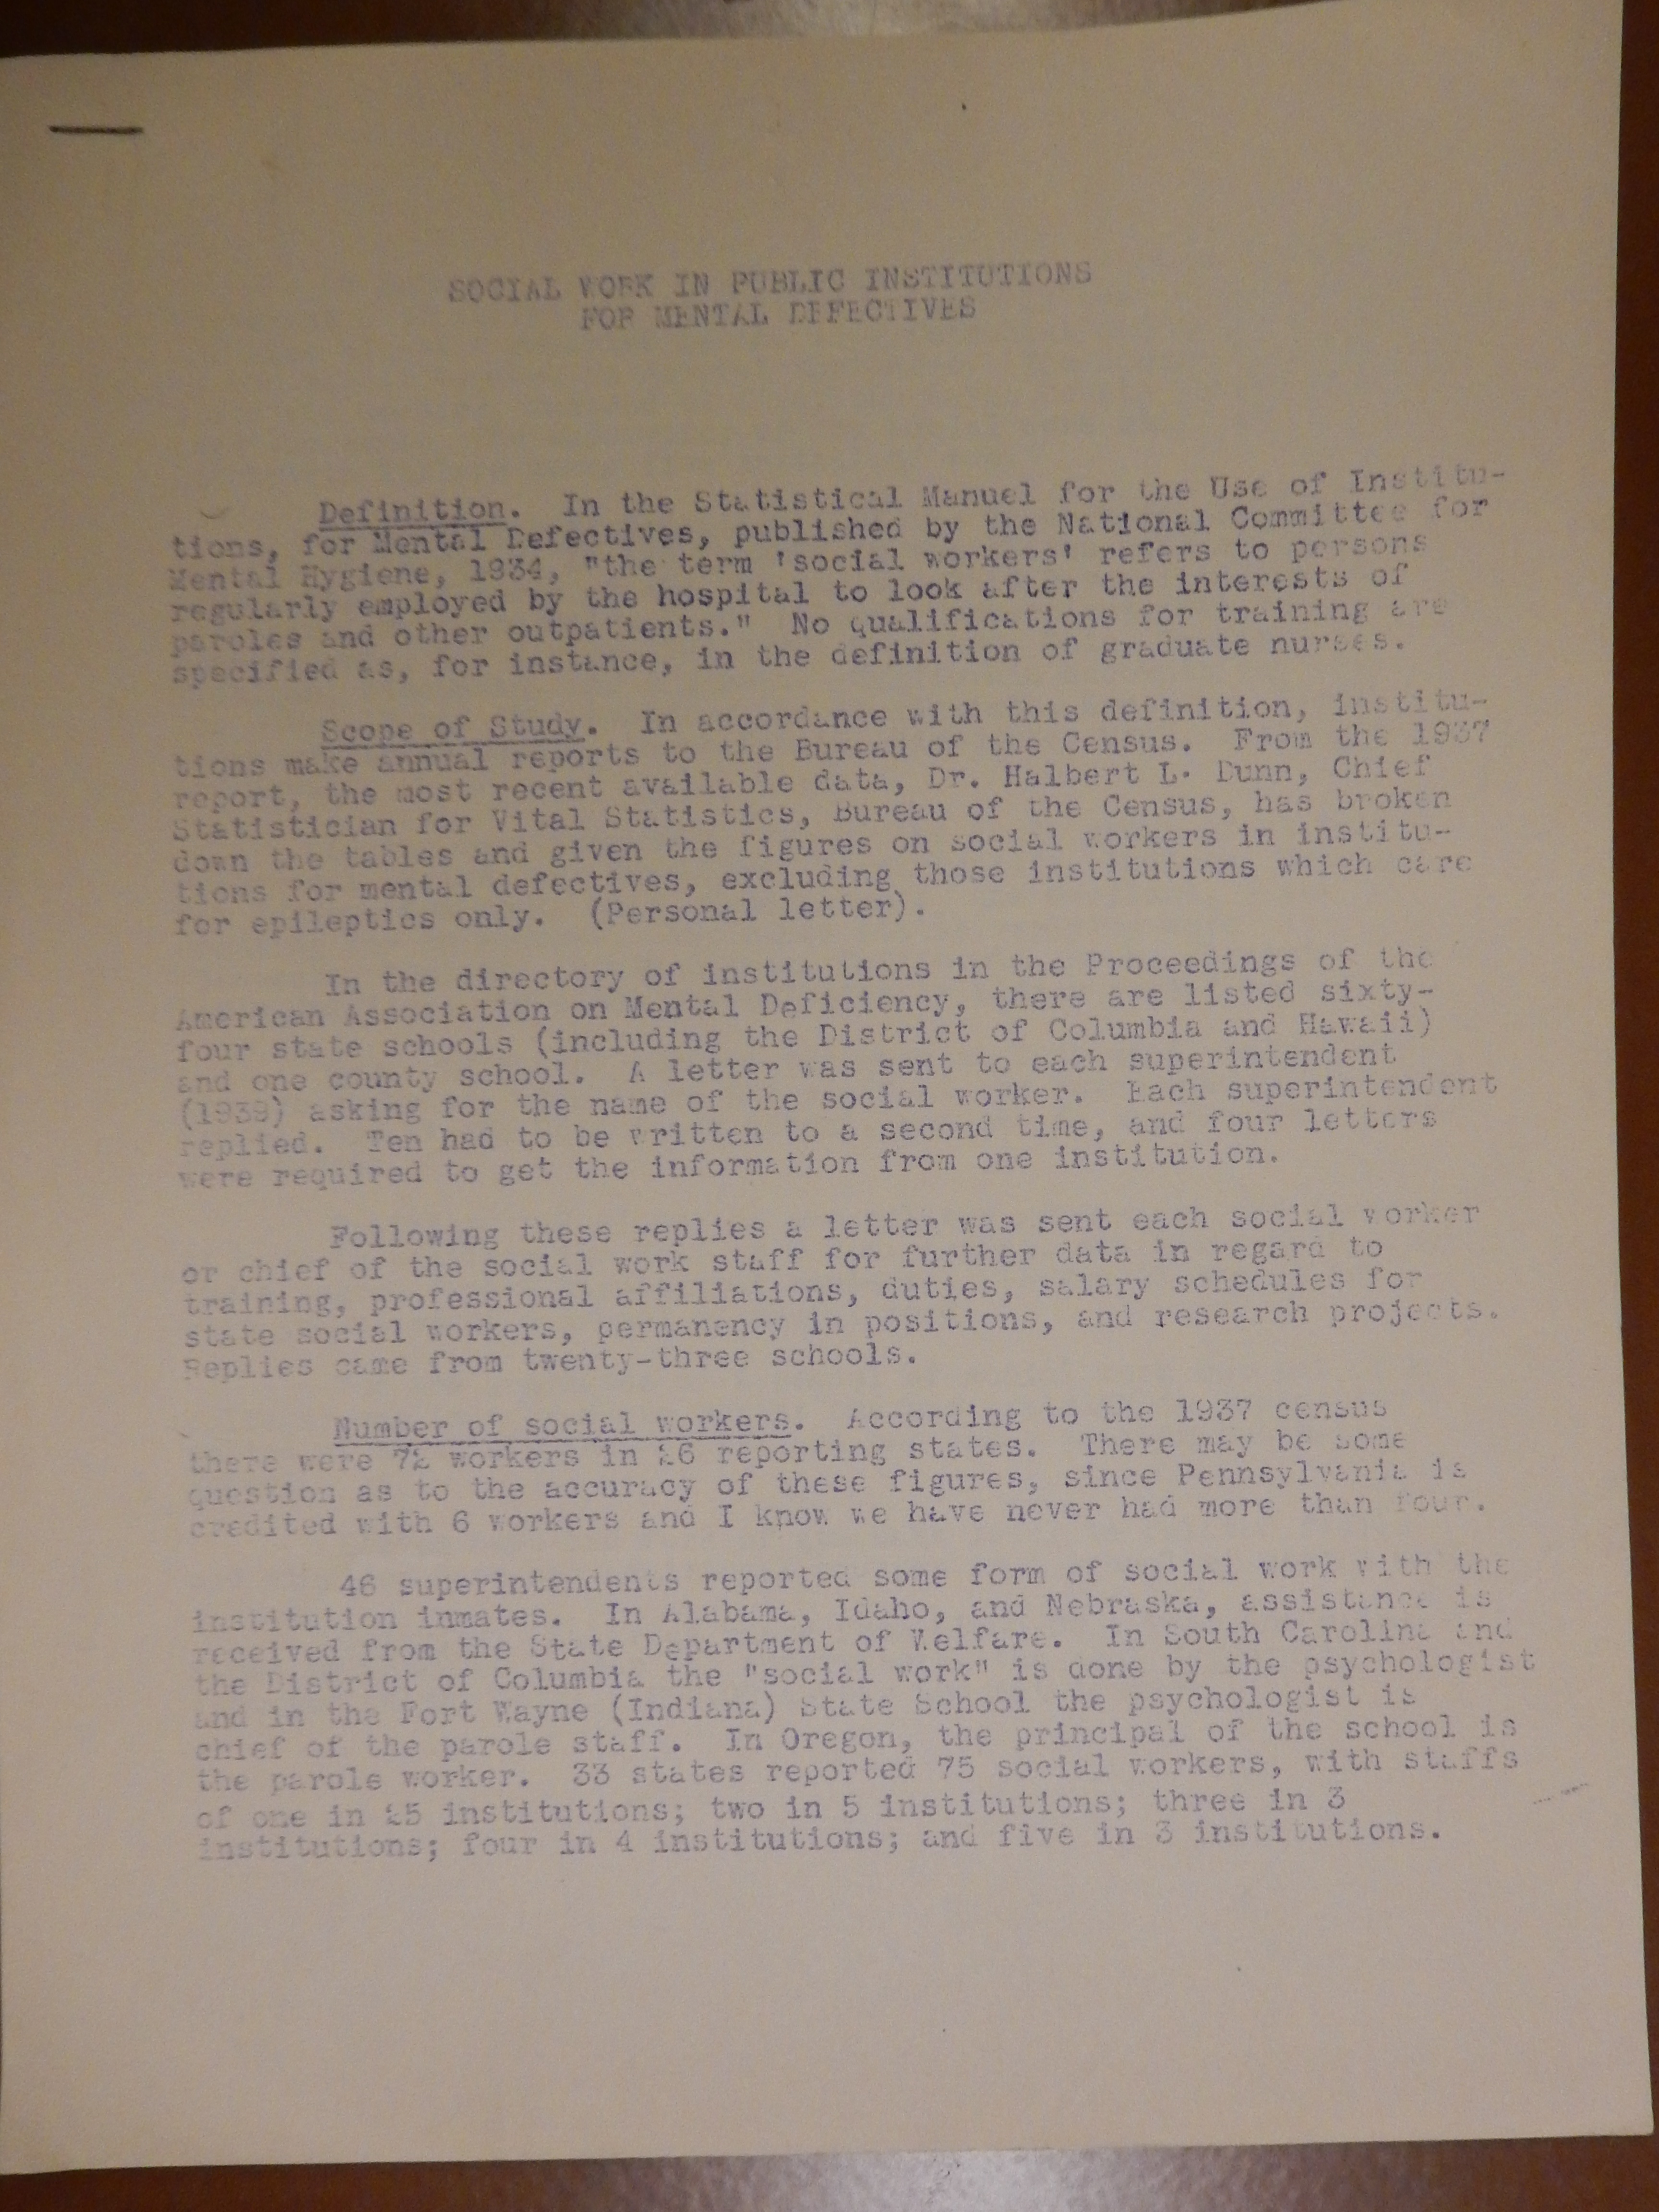 SOCIAL WORK IN PUBLIC INSTITUTIONS
FOR MENTAL DEFECTIVES
Definition. In the Statistical Manuel for the Use of Institu-
tions, for Mental Defectives, published by the National Committee for
Mental Hygiene, 1934, "the term 'social workers' refers to persons
regularly employed by the hospital to look after the interests of
paroles and other outpatients." No qualifications for training are
specified as, for instance, in the definition of graduate nurses.
Scope of Study. In accordance with this definition, institu-
tions make annual reports to the Bureau of the Census. From the 1937
report, the most recent available data, Dr. Halbert L. Dunn, Chief
Statistician for Vital Statistics, Bureau of the Census, has broken
down the tables and given the figures on social workers in institu-
tions for mental defectives, excluding those institutions which care
for epileptics only. (Personal letter).
In the directory of institutions in the Proceedings of the
American Association on Mental Deficiency, there are listed sixty-
four state schools (including the District of Columbia and Hawaii)
and one county school. A letter was sent to each superintendent
(1939) asking for the name of the social worker. Each superintendent
replied. Ten had to be written to a second time, and four letters
were required to get the information from one institution.
Following these replies a letter was sent each social worker
or chief of the social work staff for further data in regard to
training, professional affiliations, duties, salary schedules for
state social workers, permanency in positions, and research projects.
Replies came from twenty-three schools.
Number of social workers. According to the 1937 census
there were 72 workers in 26 reporting states. There may be some
question as to the accuracy of these figures, since Pennsylvania is
credited with 6 workers and I know we have never had more than four.
46 superintendents reported some form of social work with the
institution inmates. In Alabama, Idaho, and Nebraska, assistance is
received from the State Department of Welfare. In South Carolina and
the District of Columbia the "social work" is done by the psychologist
and in the Fort Wayne (Indiana) State School the psychologist is
chief of the parole staff. In Oregon, the principal of the school is
the parole worker. 33 states reported 75 social workers, with staffs
of one in 25 institutions; two in 5 institutions; three in 3
institutions; four in 4 institutions; and five in 3 institutions.